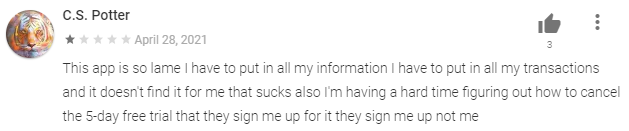 C.S. Potter
April 28, 2021
3
This app is so lame I have to put in all my information I have to put in all my transactions
and it doesn't find it for me that sucks also I'm having a hard time figuring out how to cancel
the 5-day free trial that they sign me up for it they sign me up not me